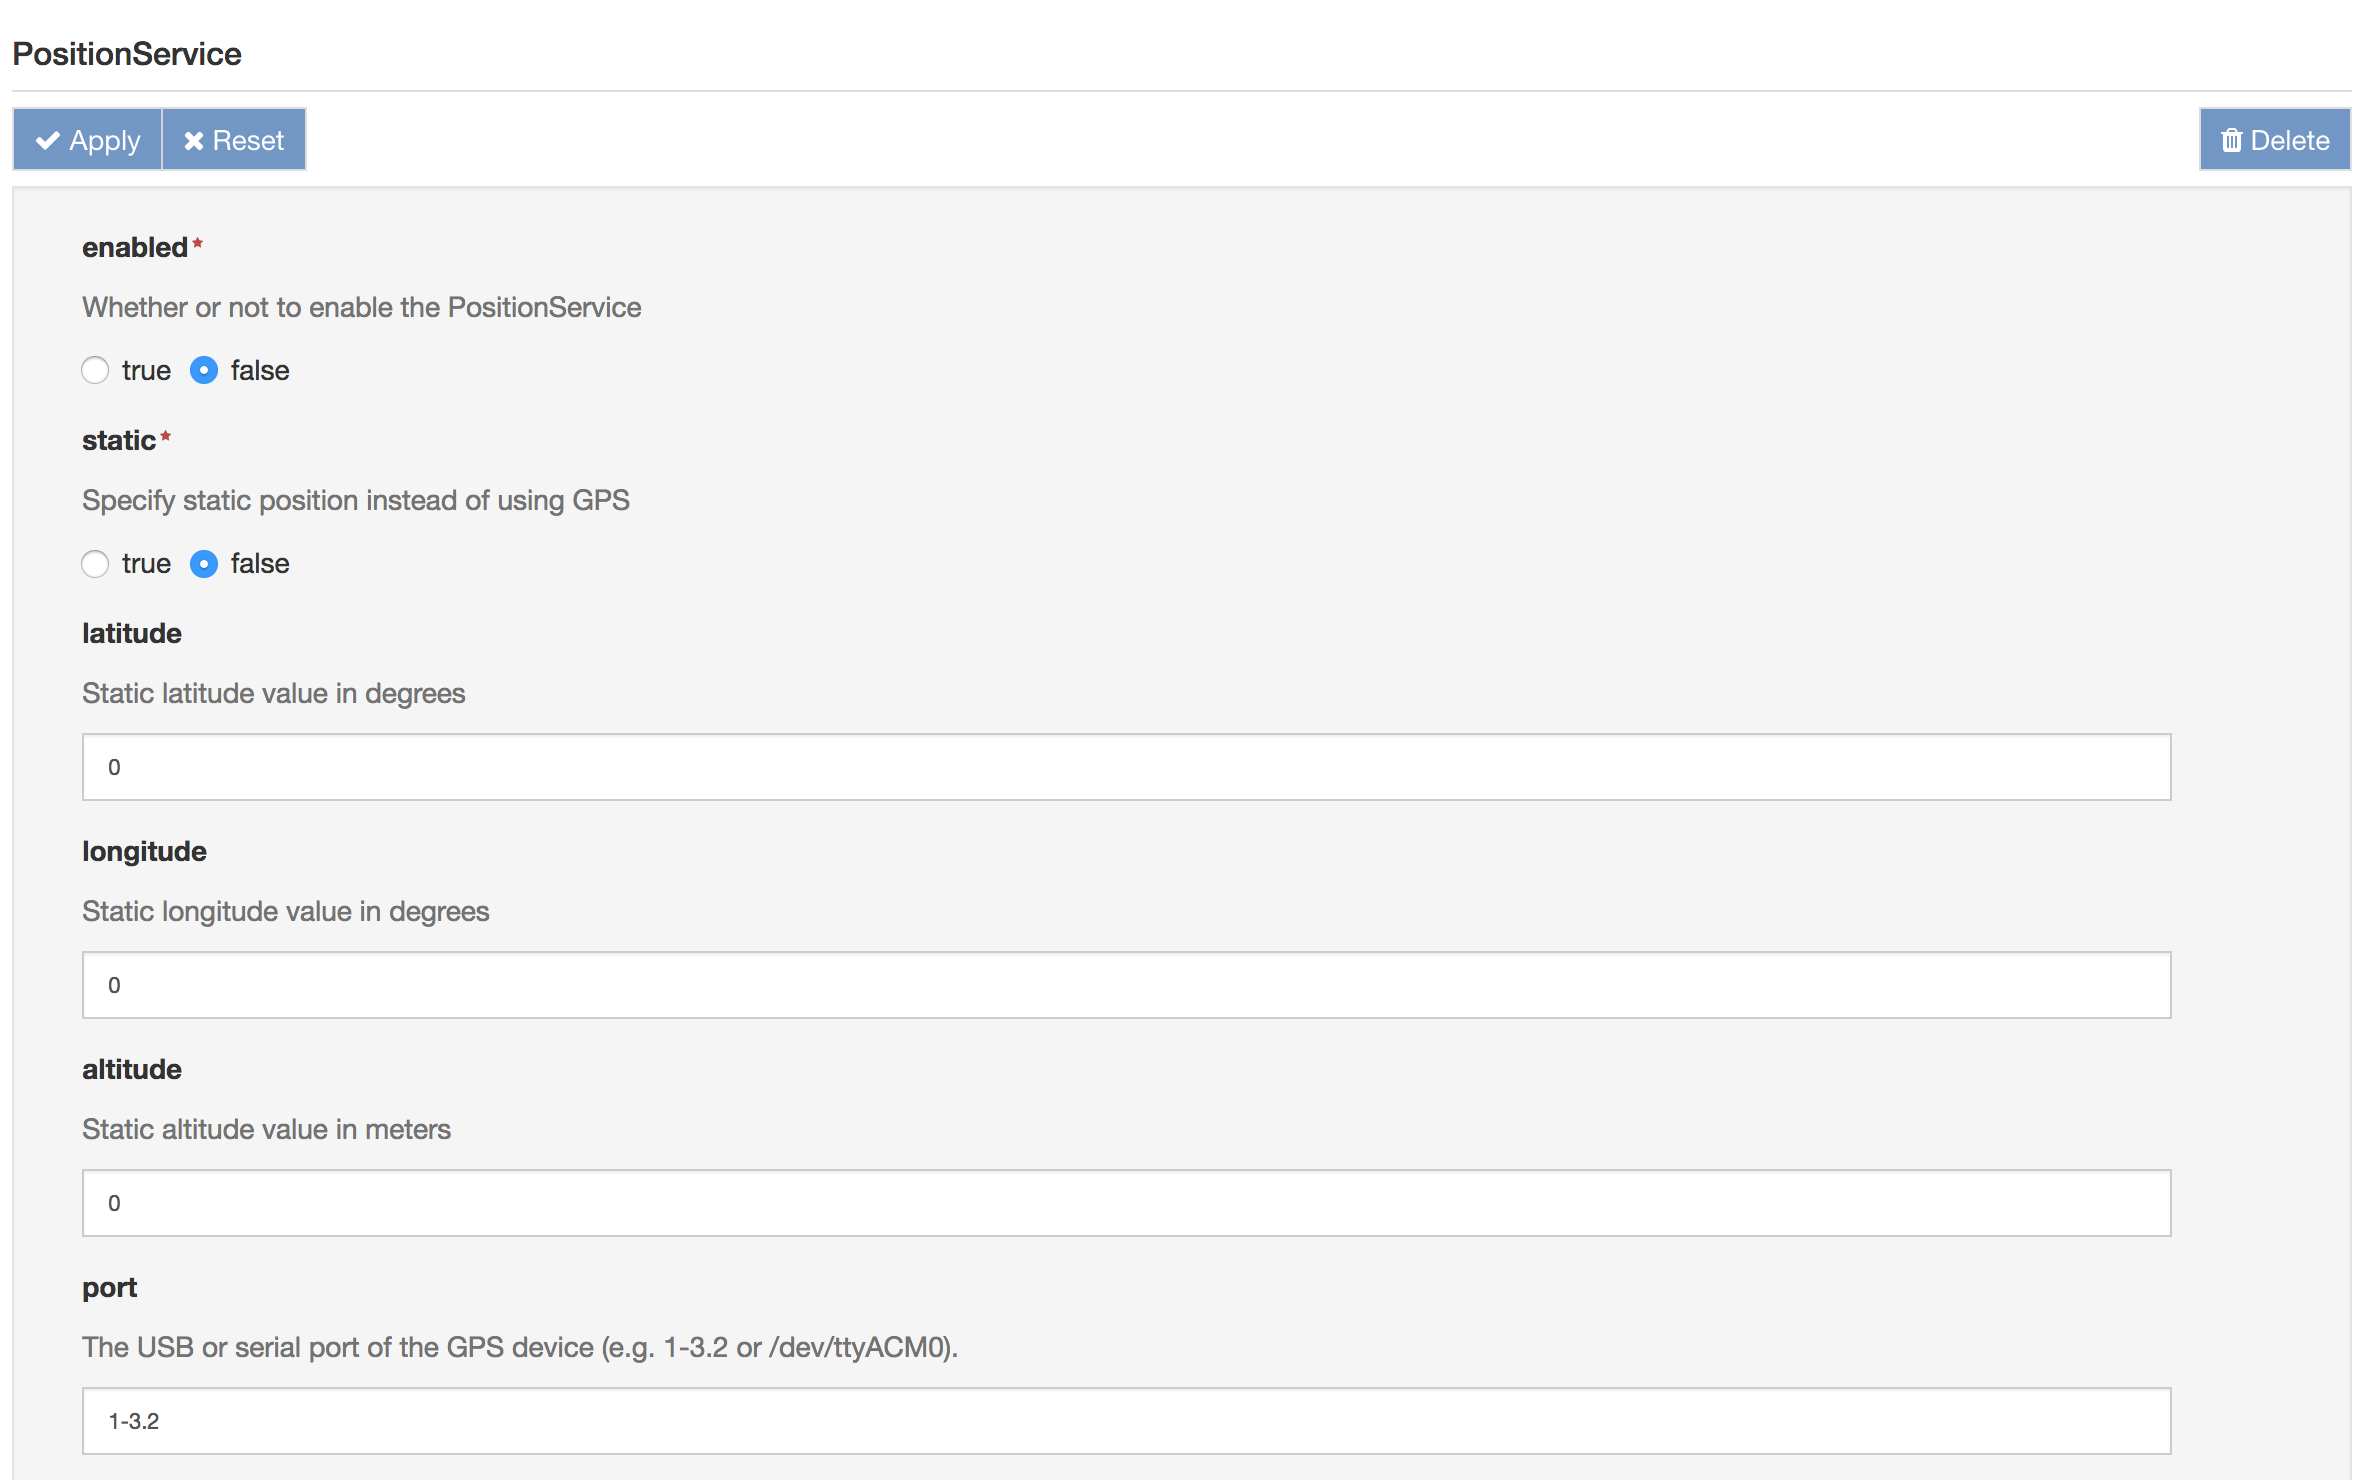 PositionService
Apply Reset Delete
enabled*
Whether or not to enable the PositionService
true false
static*
Specify static position instead of using GPS
true false
latitude
Static latitude value in degrees
0
longitude
Static longitude value in degrees
0
altitude
Static altitude value in meters
0
port
The USB or serial port of the GPS device (e.g. 1-3.2 or /dev/ttyACM0).
1-3.2